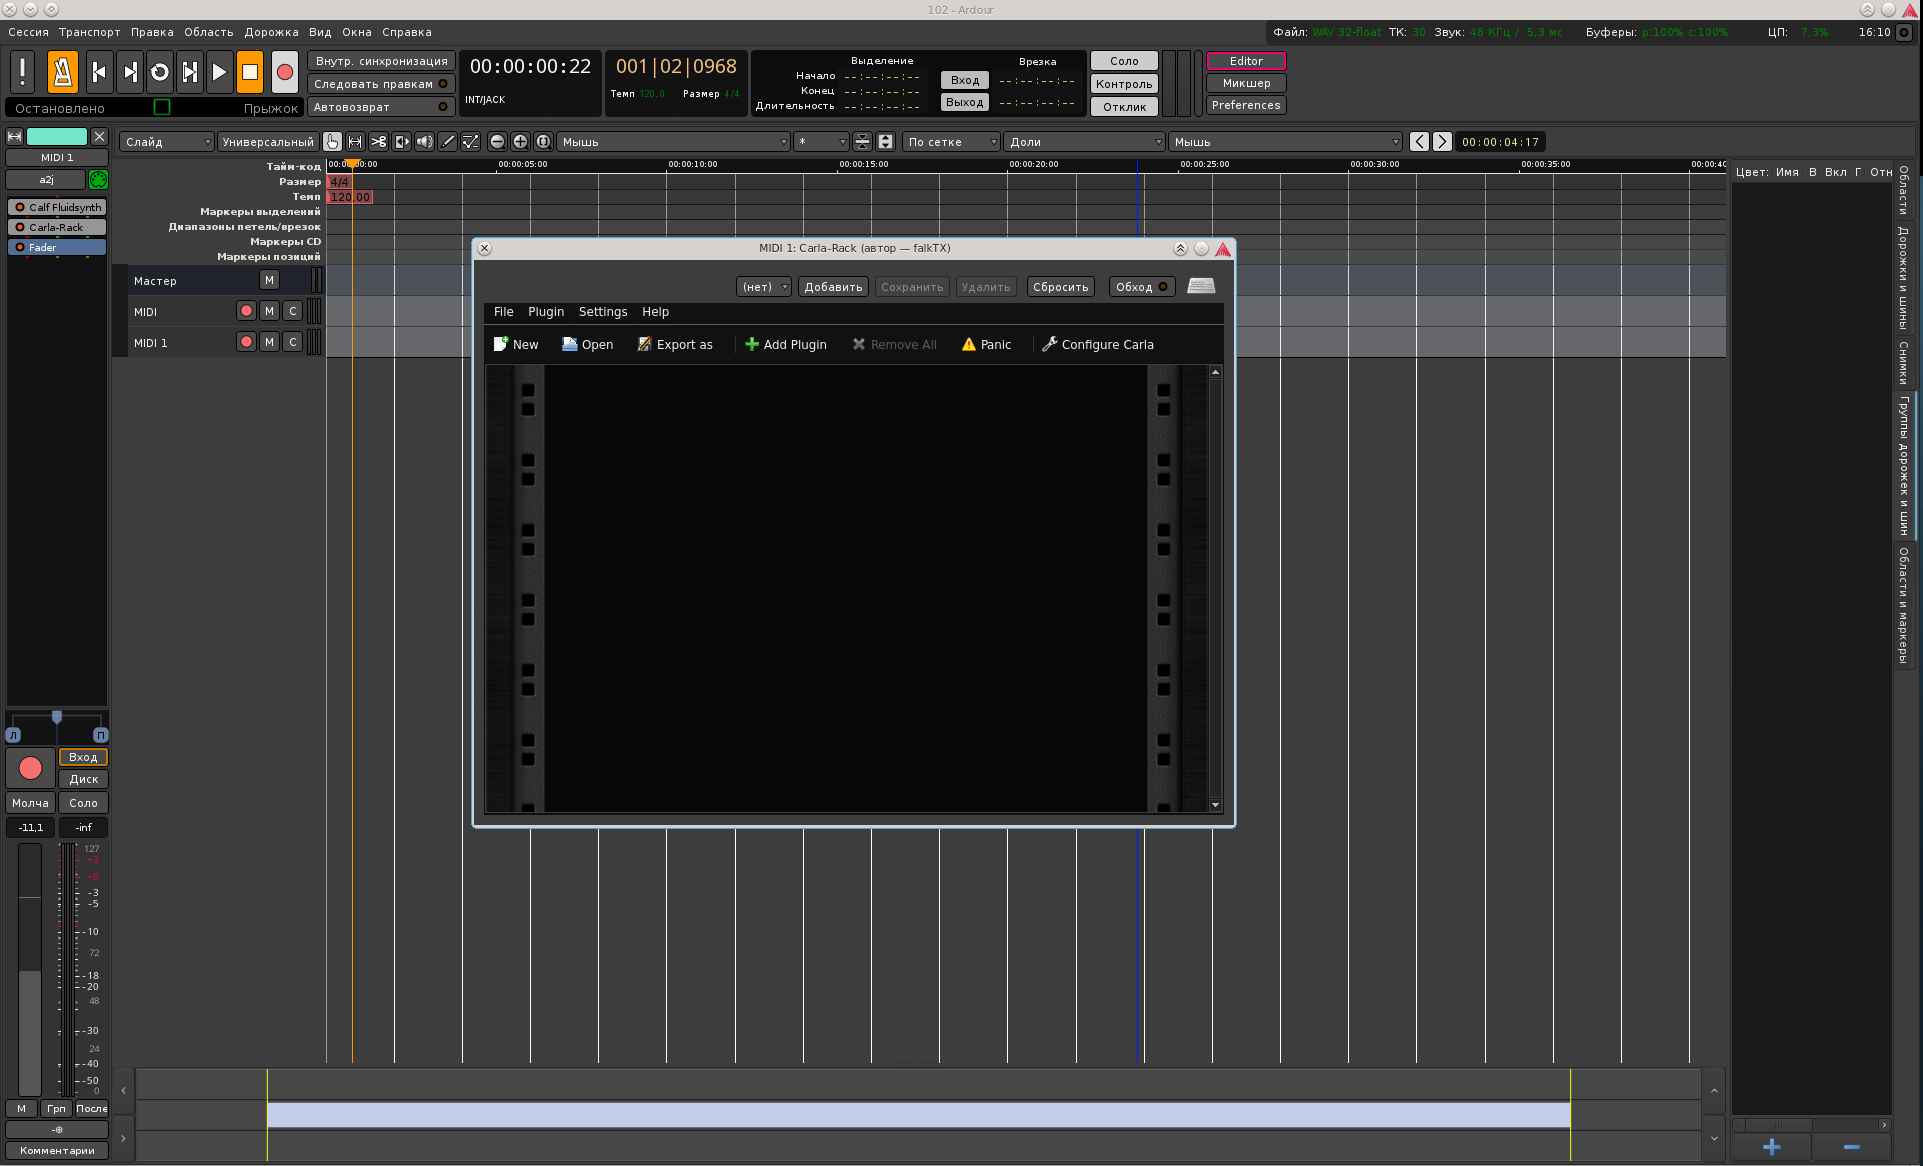 102 - Ardour
Сессия Транспорт Правка Область Дорожка Вид Окна Справка
Файл: WAV 32-float ТК: 30 Звук: 48 КГц / 5,3 мс Буферы: p:100% c:100% ЦП: 7,3% 16:10
Внутр. синхронизация
Следовать правкам
Автовозврат
Остановлено Прыжок
00:00:00:22
INT/JACK
001|02|0968
Темп 120,0 Размер 4/4
Выделение
Начало --:--:--:--
Конец --:--:--:--
Длительность --:--:--:--
Врезка
Вход --:--:--:--
Выход --:--:--:--
Соло
Контроль
Отклик
Editor
Микшер
Preferences
MIDI 1
a2j
Calf Fluidsynth
Carla-Rack
Fader
Слайд Универсальный Мышь * По сетке Доли Мышь 00:00:04:17
Тайм-код
00:00:05:00 00:00:10:00 00:00:15:00 00:00:20:00 00:00:25:00 00:00:30:00 00:00:35:00
Размер 4/4
Темп 120,00
Маркеры выделений
Диапазоны петель/врезок
Маркеры CD
Маркеры позиций
Мастер M
MIDI M С
MIDI 1 M С
MIDI 1: Carla-Rack (автор — falkTX)
(нет) Добавить Сохранить Удалить Сбросить Обход
File Plugin Settings Help
New Open Export as Add Plugin Remove All Panic Configure Carla
Цвет: Имя В Вкл Г Отн
Области
Дорожки и шины
Снимки
Группы дорожек и шин
Области и маркеры
Л П
Вход
Диск
Молча Соло
-11,1 -inf
127
+3
+0
-3
-5
-10
72
-18
-20
48
-30
24
-40
-50
0
М Грп После
Комментарии